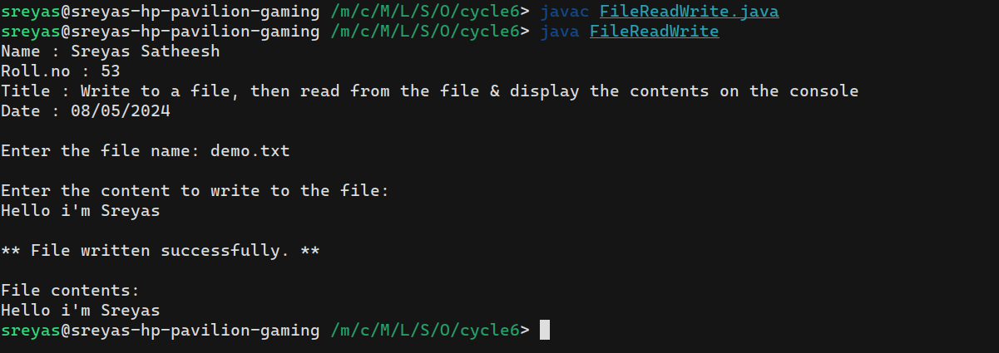 sreyas@sreyas-hp-pavilion-gaming /m/c/M/L/S/O/cycle6> javac FileReadWrite.java
sreyas@sreyas-hp-pavilion-gaming /m/c/M/L/S/O/cycle6> java FileReadWrite
Name : Sreyas Satheesh
Roll.no : 53
Title : Write to a file, then read from the file & display the contents on the console
Date : 08/05/2024
Enter the file name: demo.txt
Enter the content to write to the file:
Hello i'm Sreyas
** File written successfully. **
File contents:
Hello i'm Sreyas
sreyas@sreyas-hp-pavilion-gaming /m/c/M/L/S/O/cycle6>